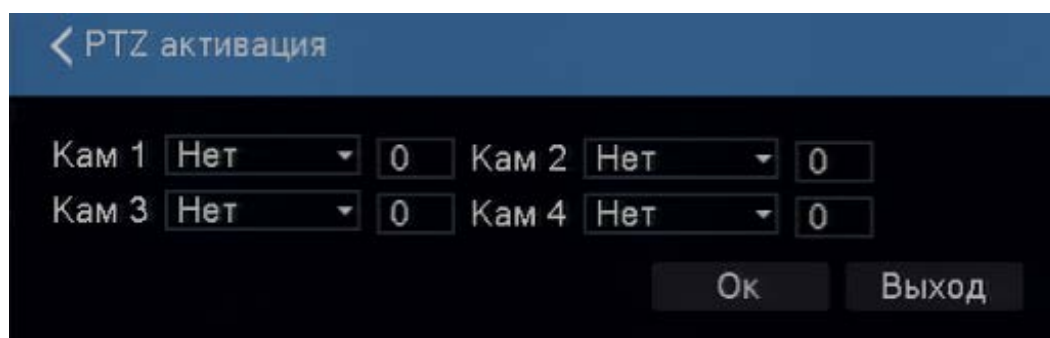 PTZ активация
Кам 1 Нет 0 Кам 2 Нет 0
Кам 3 Нет 0 Кам 4 Нет 0
Ок Выход